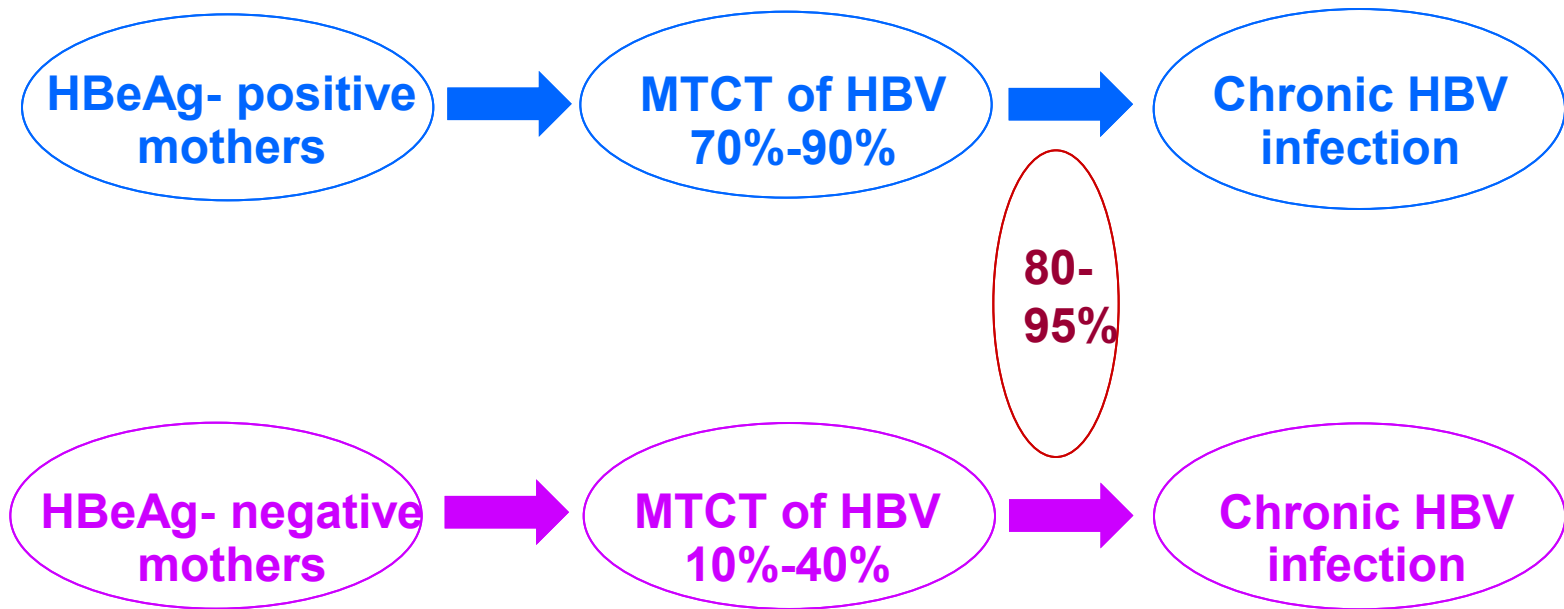 HBeAg- positive
mothers
MTCT of HBV
70%-90%
Chronic HBV
infection
80-
95%
HBeAg- negative
mothers
MTCT of HBV
10%-40%
Chronic HBV
infection